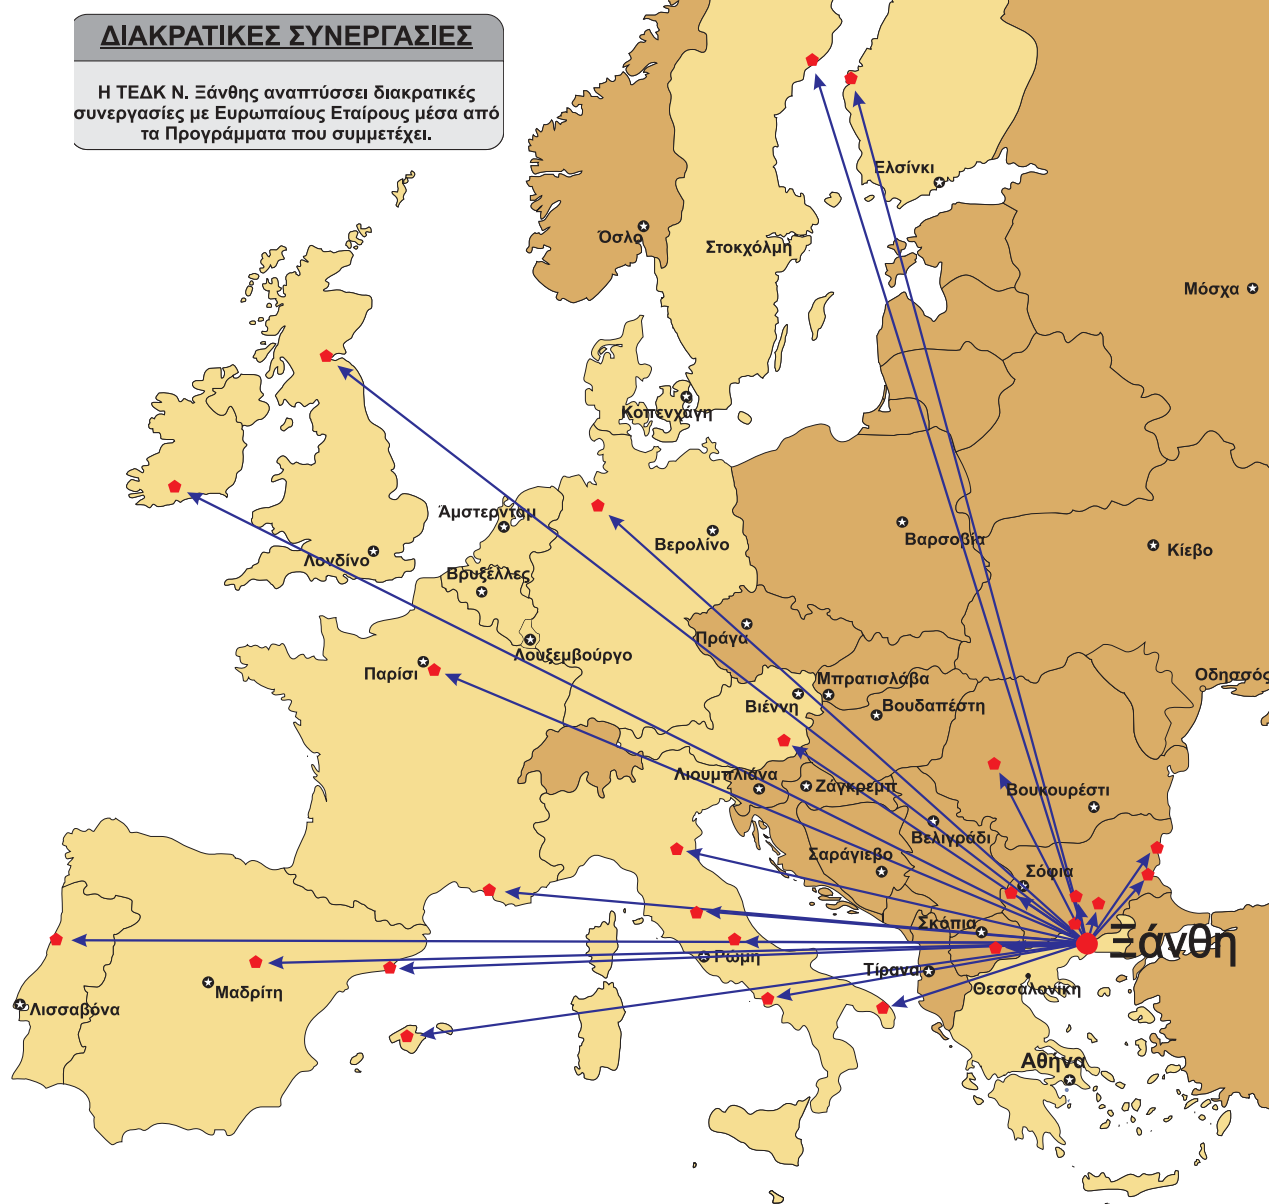 ΔΙΑΚΡΑΤΙΚΕΣ ΣΥΝΕΡΓΑΣΙΕΣ
Η ΤΕΔΚ Ν. Ξάνθης αναπτύσσει διακρατικές
συνεργασίες με Ευρωπαίους Εταίρους μέσα από
τα Προγράμματα που συμμετέχει.
Ελσίνκι
Όσλο
Στοκχόλμη
Μόσχα
Κοπενχάγη
Άμστερνταμ
Βερολίνο
Βαρσοβία
Κίεβο
Λονδίνο
Βρυξέλλες
Πράγα
Λουξεμβούργο
Παρίσι
Μπρατισλάβα
Οδησσός
Βιέννη
Βουδαπέστη
Λιουμπλιάνα
Ζάγκρεμπ
Βουκουρέστι
Βελιγράδι
Σαράγιεβο
Σόφια
Σκόπια
Ξάνθη
Ρώμη
Τίρανα
Μαδρίτη
Θεσσαλονίκη
Λισσαβόνα
Αθήνα